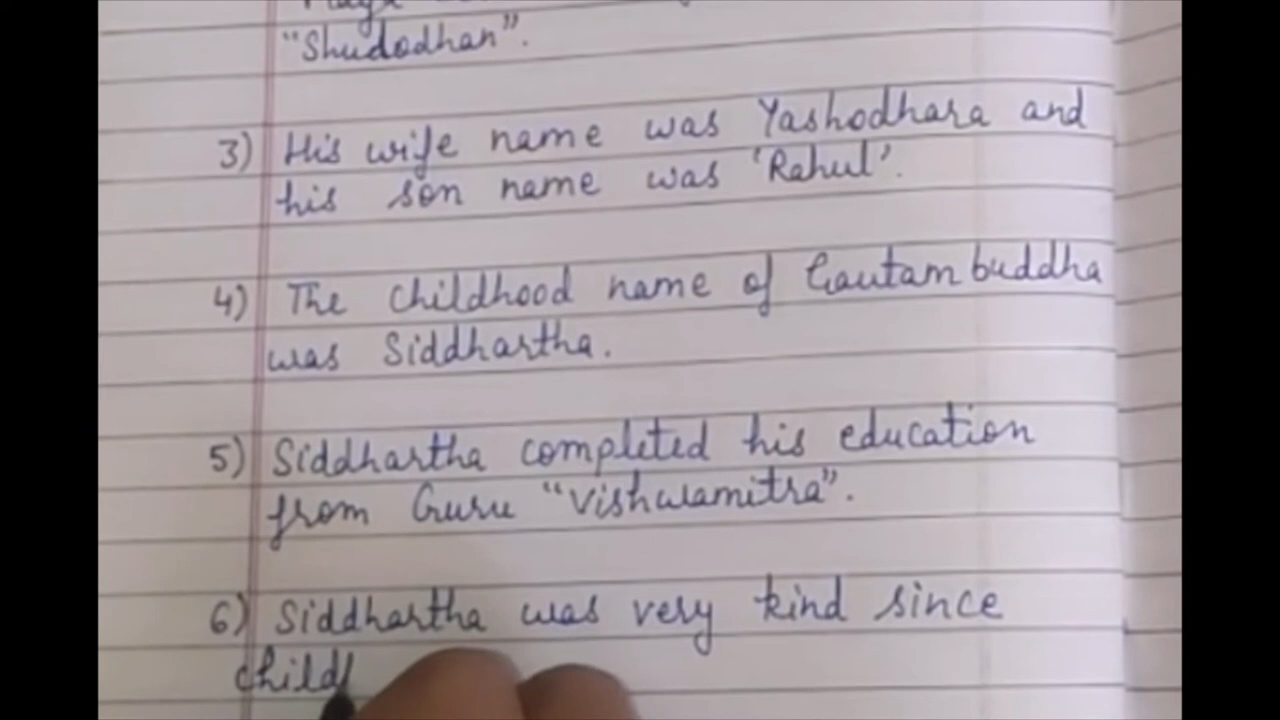 "Shudodhan".
3) His wife name was Yashodhara and
his son name was 'Rahul'.
4) The childhood name of Gautam buddha
was Siddhartha.
5) Siddhartha completed his education
from Guru "Vishwamitra".
6) Siddhartha was very kind since
child